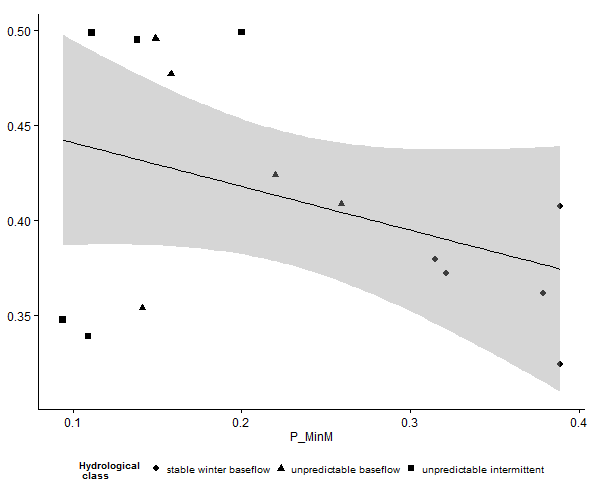 0.50
0.45
0.40
0.35
0.1 0.2 0.3 0.4
P_MinM
Hydrological
class
stable winter baseflow unpredictable baseflow unpredictable intermittent